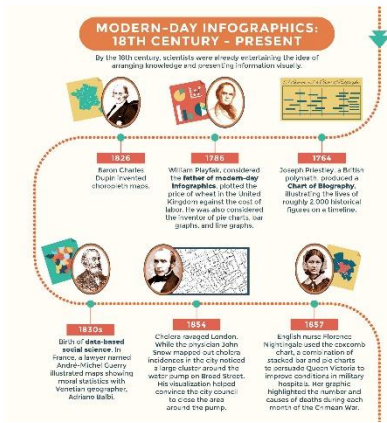 MODERN-DAY INFOGRAPHICS:
18TH CENTURY - PRESENT
By the 18th century, scientists were already entertaining the idea of
arranging knowledge and presenting information visually.
1826
Baron Charles
Dupin invented
choropleth maps.
1786
William Playfair, considered
the father of modern-day
infographics, plotted the
price of wheat in the United
Kingdom against the cost of
labor. He was also considered
the inventor of pie charts, bar
graphs, and line graphs.
1764
Joseph Priestley, a British
polymath, produced a
Chart of Biography,
illustrating the lives of
roughly 2,000 historical
figures on a timeline.
1830s
Birth of data-based
social science. In
France, a lawyer named
André-Michel Guerry
illustrated maps showing
moral statistics with
Venetian geographer,
Adriano Balbi.
1854
Cholera ravaged London.
While the physician John
Snow mapped out cholera
incidences in the city noticed
a large cluster around the
water pump on Broad Street.
His visualization helped
convince the city council
to close the area
around the pump.
1857
English nurse Florence
Nightingale used the coxcomb
chart, a combination of
stacked bar and pie charts
to persuade Queen Victoria to
improve conditions in military
hospitals. Her graphic
highlighted the number and
causes of deaths during each
month of the Crimean War.